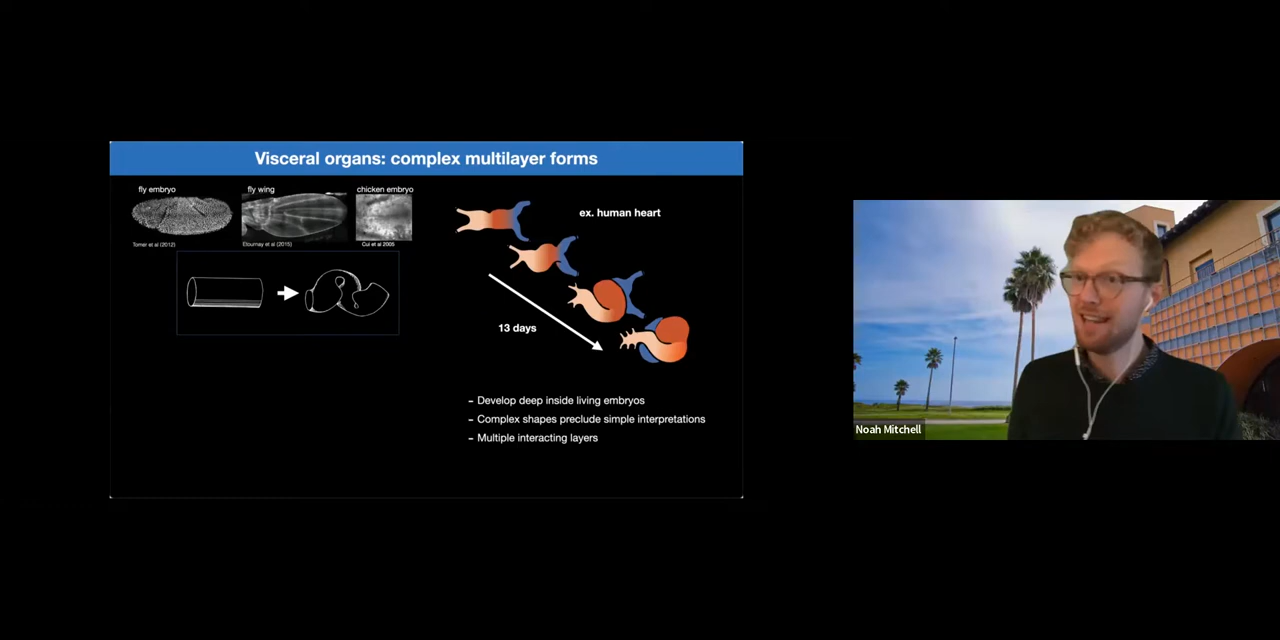 Visceral organs: complex multilayer forms
fly embryo
fly wing
chicken embryo
Tomer et al (2012)
Etournay et al (2015)
Cui et al 2005
ex. human heart
13 days
– Develop deep inside living embryos
– Complex shapes preclude simple interpretations
– Multiple interacting layers
Noah Mitchell